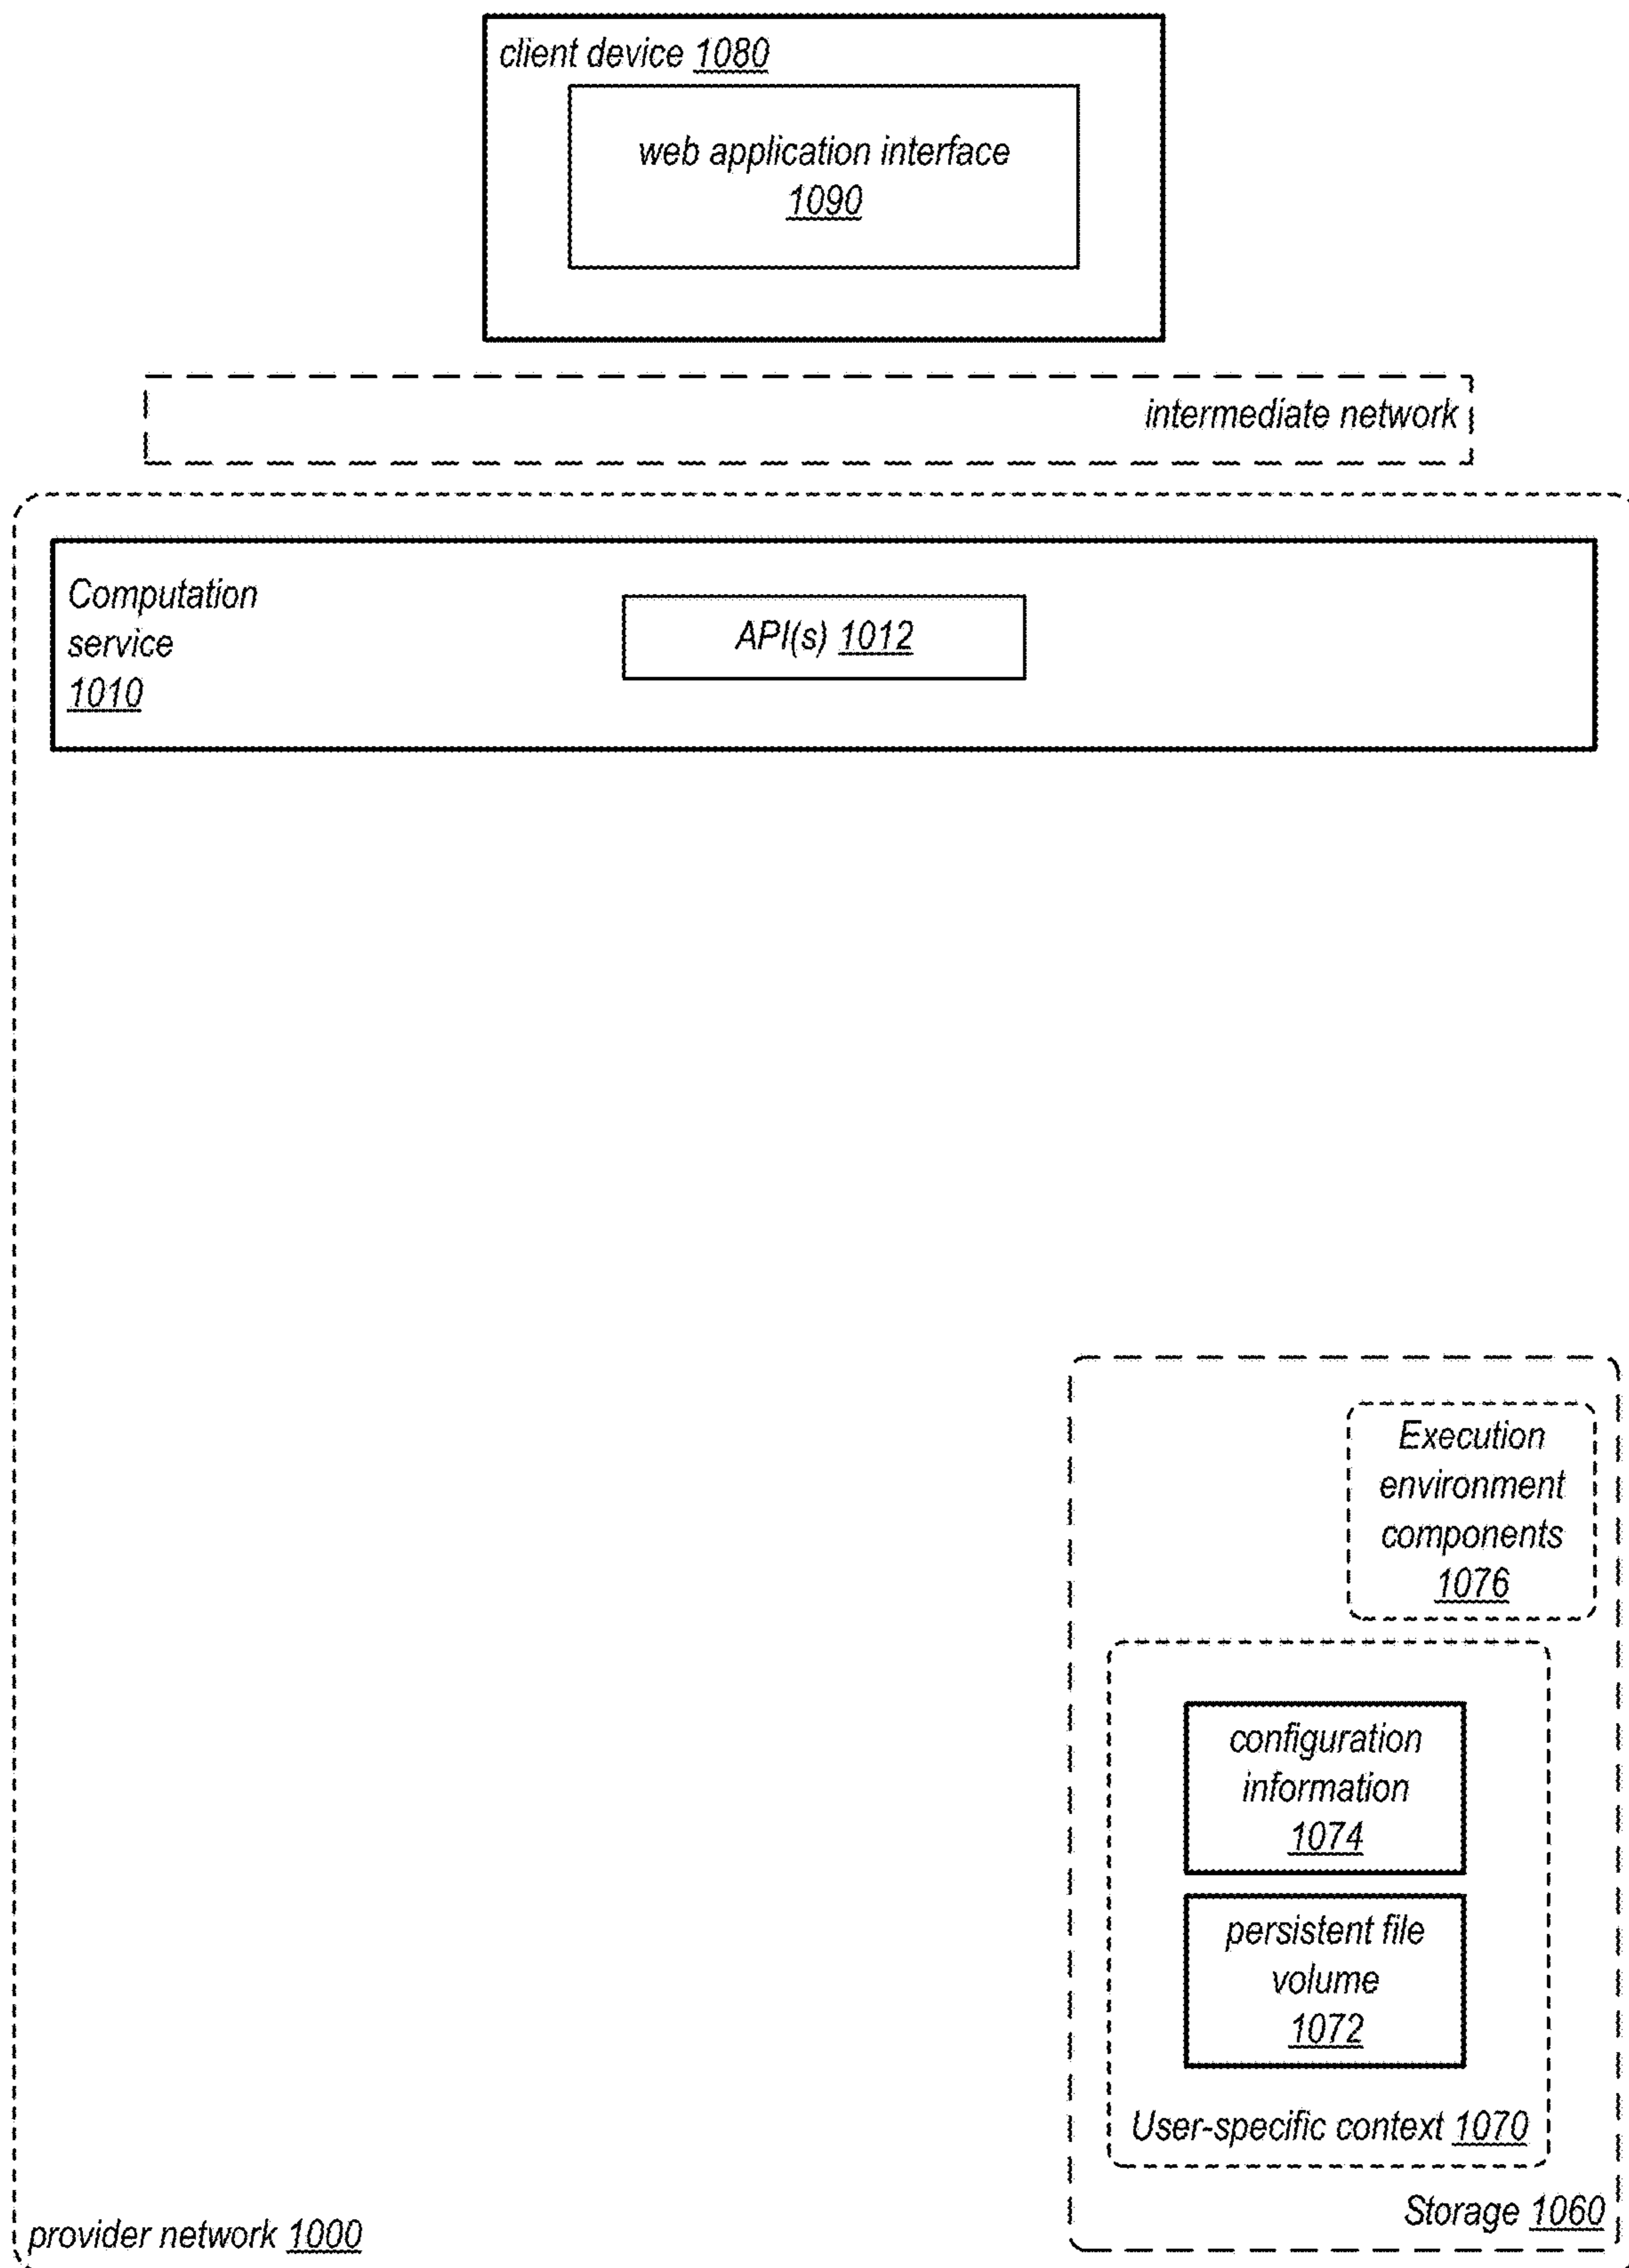 client device 1080
web application interface
1090
intermediate network
Computation
service
1010
API(s) 1012
Execution
environment
components
1076
configuration
information
1074
persistent file
volume
1072
User-specific context 1070
Storage 1060
provider network 1000